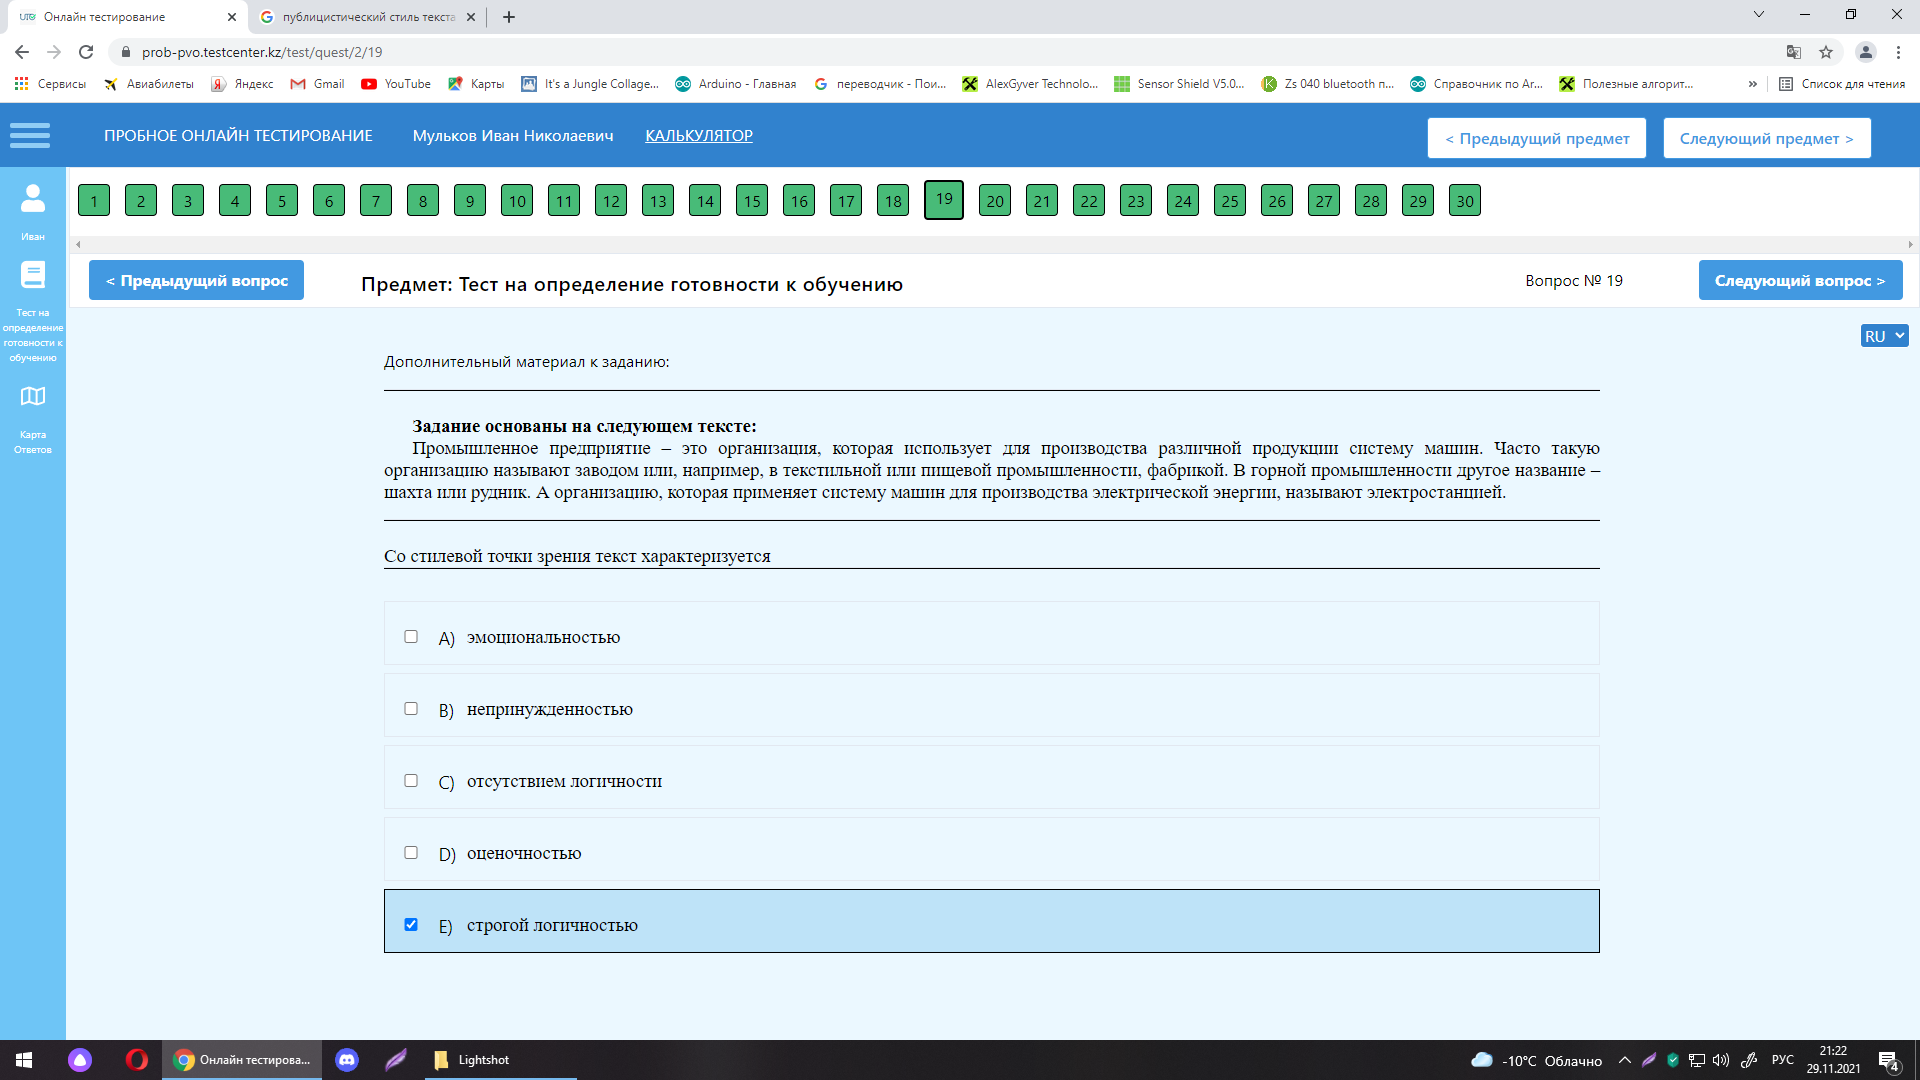 Онлайн тестирование
публицистический стиль текста
prob-pvo.testcenter.kz/test/quest/2/19
Сервисы Авиабилеты Яндекс Gmail YouTube Карты It's a Jungle Collage... Arduino - Главная переводчик - Пои... AlexGyver Technolo... Sensor Shield V5.0... Zs 040 bluetooth п... Справочник по Ar... Полезные алгорит... » Список для чтения
ПРОБНОЕ ОНЛАЙН ТЕСТИРОВАНИЕ Мульков Иван Николаевич КАЛЬКУЛЯТОР < Предыдущий предмет Следующий предмет >
1 2 3 4 5 6 7 8 9 10 11 12 13 14 15 16 17 18 19 20 21 22 23 24 25 26 27 28 29 30
Иван
Тест на
определение
готовности к
обучению
Карта
Ответов
< Предыдущий вопрос Предмет: Тест на определение готовности к обучению Вопрос № 19 Следующий вопрос >
RU
Дополнительный материал к заданию:
Задание основаны на следующем тексте:
Промышленное предприятие – это организация, которая использует для производства различной продукции систему машин. Часто такую
организацию называют заводом или, например, в текстильной или пищевой промышленности, фабрикой. В горной промышленности другое название –
шахта или рудник. А организацию, которая применяет систему машин для производства электрической энергии, называют электростанцией.
Со стилевой точки зрения текст характеризуется
A) эмоциональностью
B) непринужденностью
C) отсутствием логичности
D) оценочностью
E) строгой логичностью
Онлайн тестирова... Lightshot -10°C Облачно РУС 21:22
29.11.2021
4